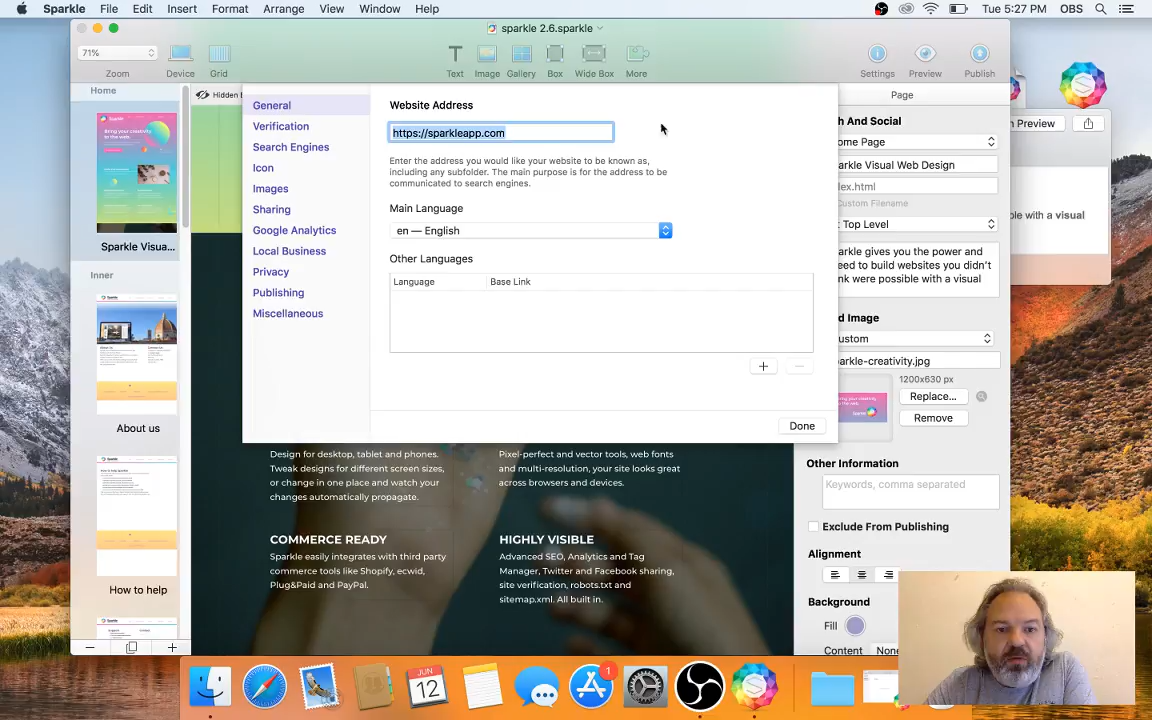 Sparkle File Edit Insert Format Arrange View Window Help
Tue 5:27 PM OBS
sparkle 2.6.sparkle
71%
Zoom Device Grid
Text Image Gallery Box Wide Box More
Settings Preview Publish
Home
Hidden
Sparkle Visua...
Inner
About us
How to help
General
Verification
Search Engines
Icon
Images
Sharing
Google Analytics
Local Business
Privacy
Publishing
Miscellaneous
Website Address
https://sparkleapp.com
Enter the address you would like your website to be known as,
including any subfolder. The main purpose is for the address to be
communicated to search engines.
Main Language
en — English
Other Languages
Language Base Link
+ −
Done
Design for desktop, tablet and phones.
Tweak designs for different screen sizes,
or change in one place and watch your
changes automatically propagate.
Pixel-perfect and vector tools, web fonts
and multi-resolution, your site looks great
across browsers and devices.
COMMERCE READY
Sparkle easily integrates with third party
commerce tools like Shopify, ecwid,
Plug&Paid and PayPal.
HIGHLY VISIBLE
Advanced SEO, Analytics and Tag
Manager, Twitter and Facebook sharing,
site verification, robots.txt and
sitemap.xml. All built in.
Page
ch And Social
ome Page
arkle Visual Web Design
lex.html
Custom Filename
t Top Level
arkle gives you the power and
eed to build websites you didn't
nk were possible with a visual
d Image
ustom
arkle-creativity.jpg
1200x630 px
Replace...
Remove
Other Information
Keywords, comma separated
Exclude From Publishing
Alignment
Background
Fill
Content None
n Preview
ble with a visual
JUN
12
1